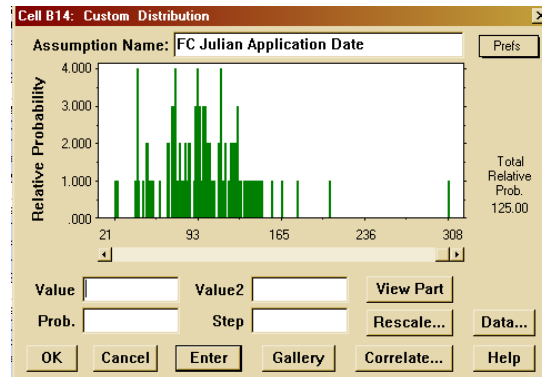 Cell B14: Custom Distribution
Assumption Name: FC Julian Application Date
Prefs
4.000
3.000
2.000
1.000
.000
Relative Probability
21 93 165 236 308
Total
Relative
Prob.
125.00
Value Value2 View Part
Prob. Step Rescale... Data...
OK Cancel Enter Gallery Correlate... Help